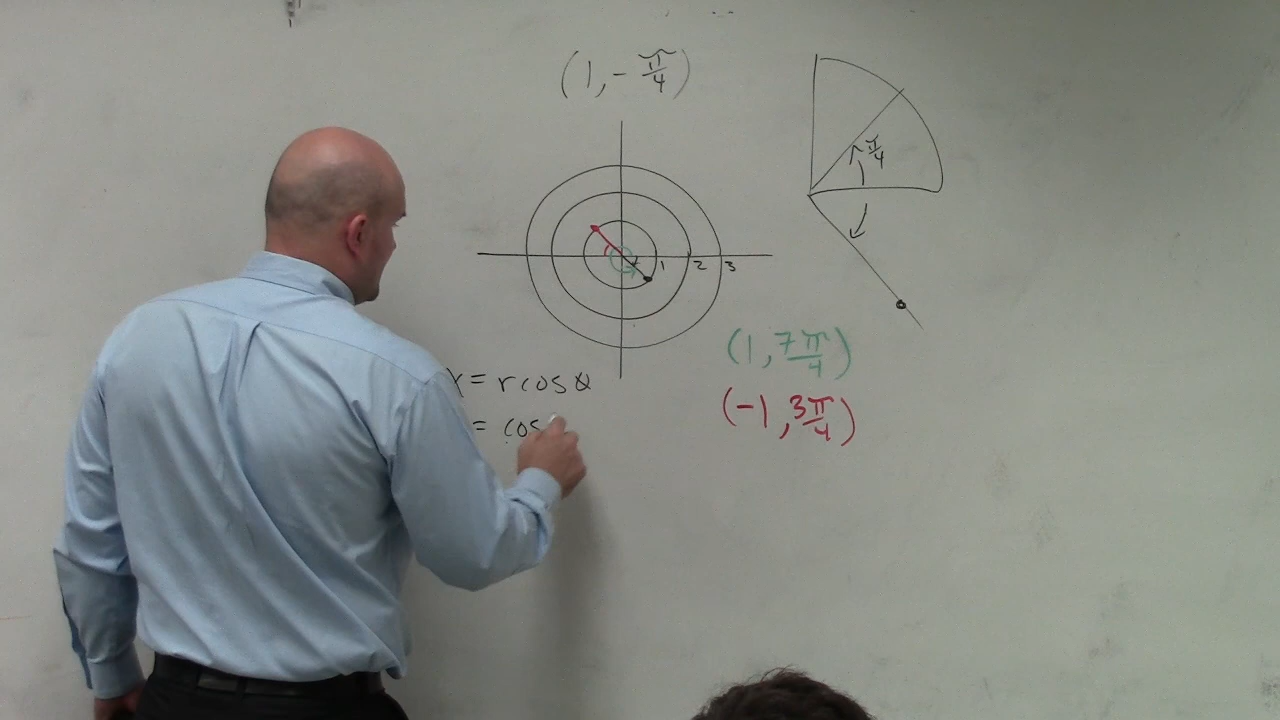 (1, -π/4)
π/4
1 2 3
(1, 7π/4)
x = r cos θ
(-1, 3π/4)
= cos